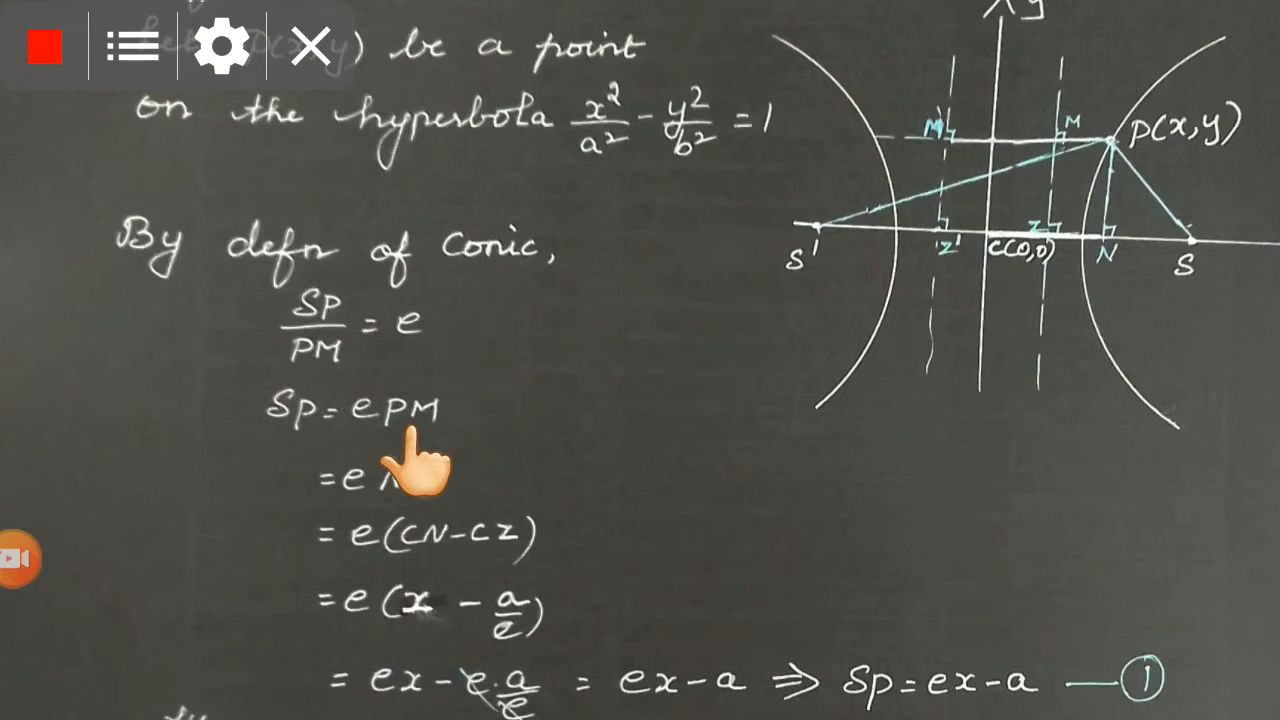 P(x,y) be a point
on the hyperbola x²/a² - y²/b² = 1
By defn of Conic,
SP/PM = e
SP = e PM
= e
= e(CN-CZ)
= e(x - a/e)
= ex - e.a/e = ex-a ⇒ SP=ex-a — ①
y
M' M P(x,y)
S' Z' C(0,0) Z N S